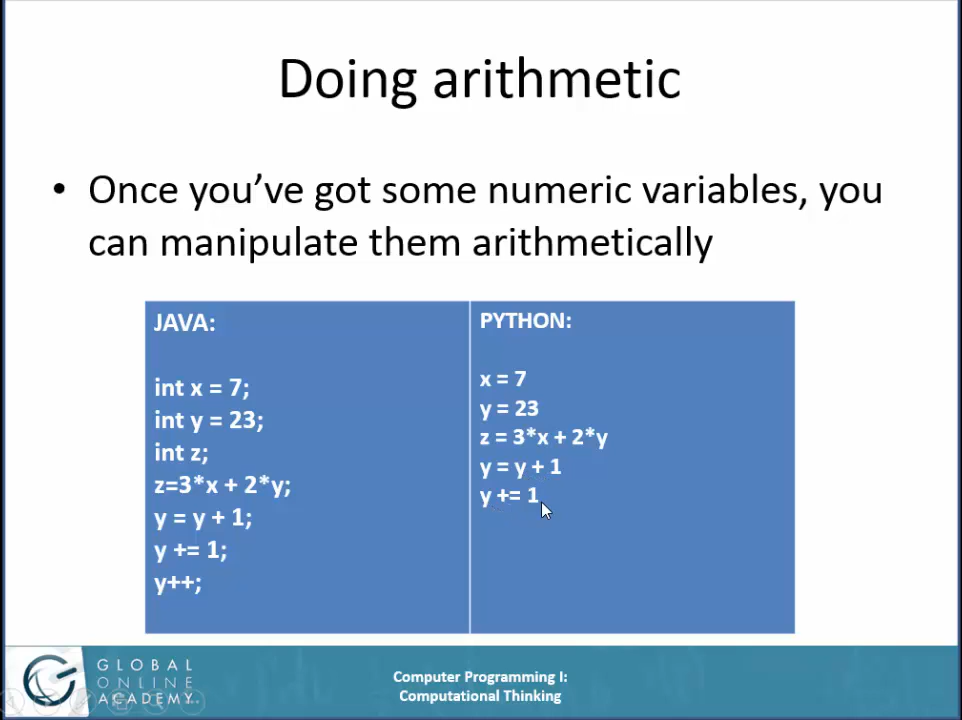 Doing arithmetic
• Once you've got some numeric variables, you
can manipulate them arithmetically
JAVA:
int x = 7;
int y = 23;
int z;
z=3*x + 2*y;
y = y + 1;
y += 1;
y++;
PYTHON:
x = 7
y = 23
z = 3*x + 2*y
y = y + 1
y += 1
GLOBAL
ONLINE
ACADEMY
Computer Programming I:
Computational Thinking